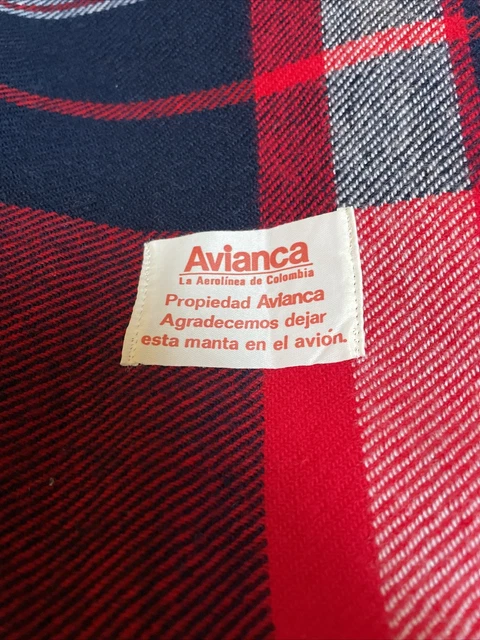 Avianca
La Aerolínea de Colombia
Propiedad Avianca
Agradecemos dejar
esta manta en el avión.